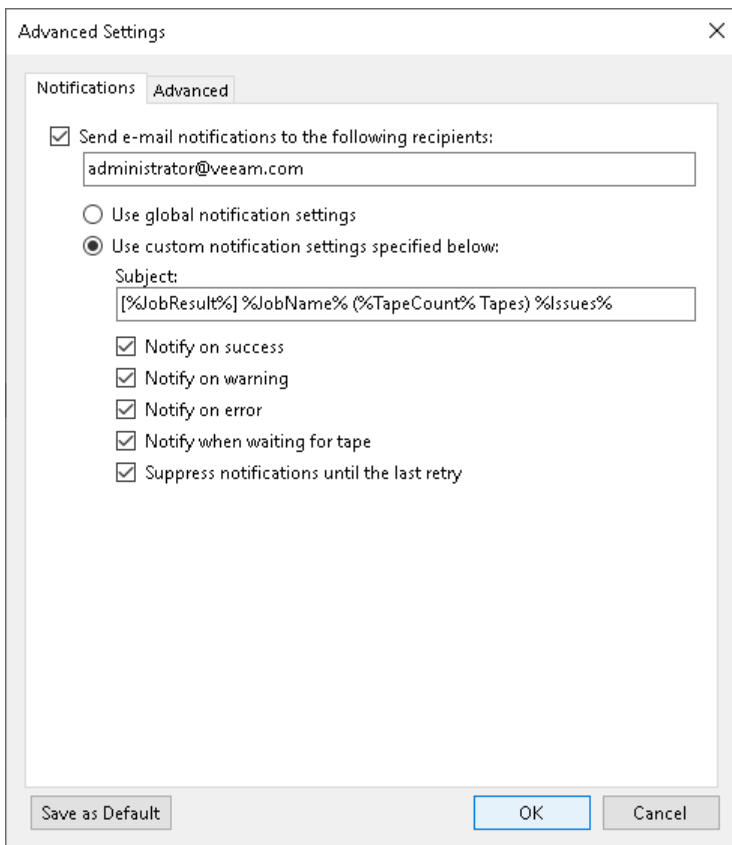 Advanced Settings
Notifications
Advanced
Send e-mail notifications to the following recipients:
administrator@veeam.com
Use global notification settings
Use custom notification settings specified below:
Subject:
[%JobResult%] %JobName% (%TapeCount% Tapes) %Issues%
Notify on success
Notify on warning
Notify on error
Notify when waiting for tape
Suppress notifications until the last retry
Save as Default
OK
Cancel